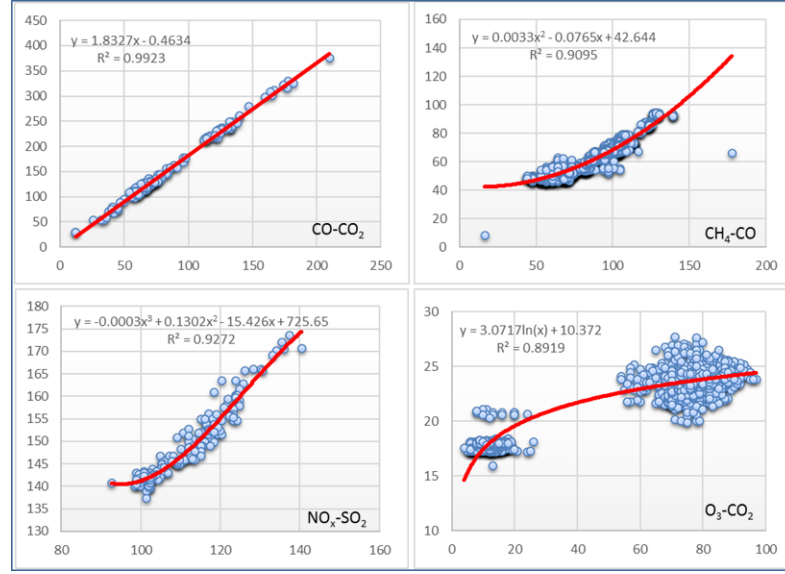 y = 1.8327x - 0.4634
R² = 0.9923
450
400
350
300
250
200
150
100
50
0
0 50 100 150 200 250
CO-CO₂
y = 0.0033x² - 0.0765x + 42.644
R² = 0.9095
160
140
120
100
80
60
40
20
0
0 50 100 150 200
CH₄-CO
y = -0.0003x³ + 0.1302x² - 15.426x + 725.65
R² = 0.9272
180
175
170
165
160
155
150
145
140
135
130
80 100 120 140 160
NOₓ-SO₂
y = 3.0717ln(x) + 10.372
R² = 0.8919
30
25
20
15
10
0 20 40 60 80 100
O₃-CO₂